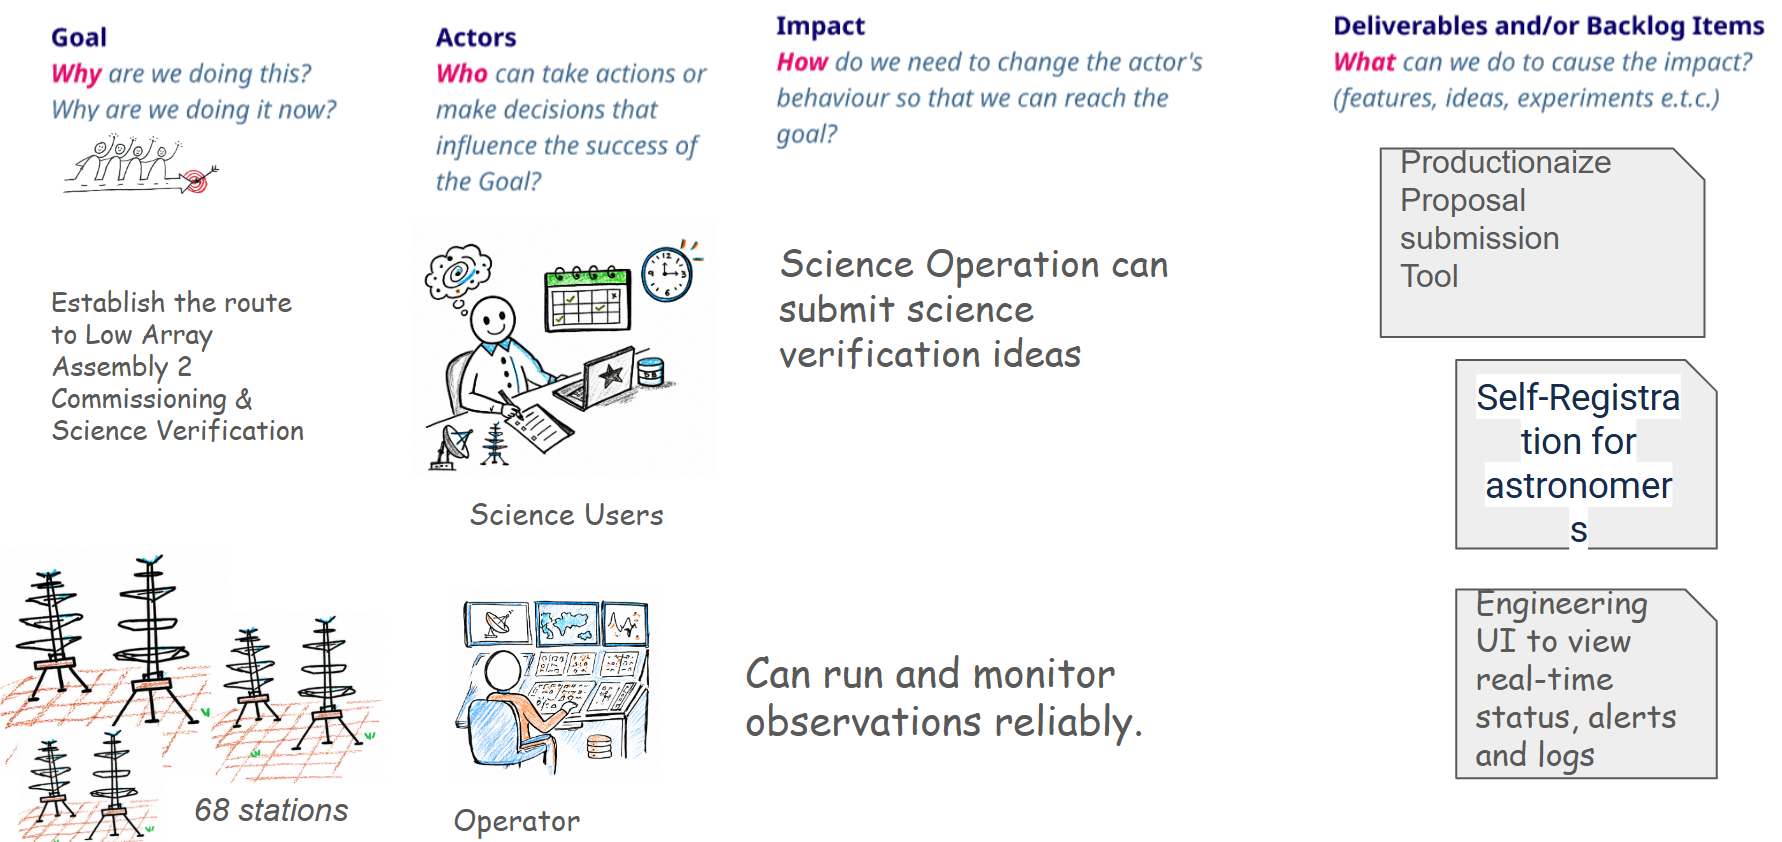 Goal
Why are we doing this?
Why are we doing it now?
Establish the route
to Low Array
Assembly 2
Commissioning &
Science Verification
68 stations
Actors
Who can take actions or
make decisions that
influence the success of
the Goal?
Science Users
Operator
Impact
How do we need to change the actor's
behaviour so that we can reach the
goal?
Science Operation can
submit science
verification ideas
Can run and monitor
observations reliably.
Deliverables and/or Backlog Items
What can we do to cause the impact?
(features, ideas, experiments e.t.c.)
Productionaize
Proposal
submission
Tool
Self-Registra
tion for
astronomer
s
Engineering
UI to view
real-time
status, alerts
and logs